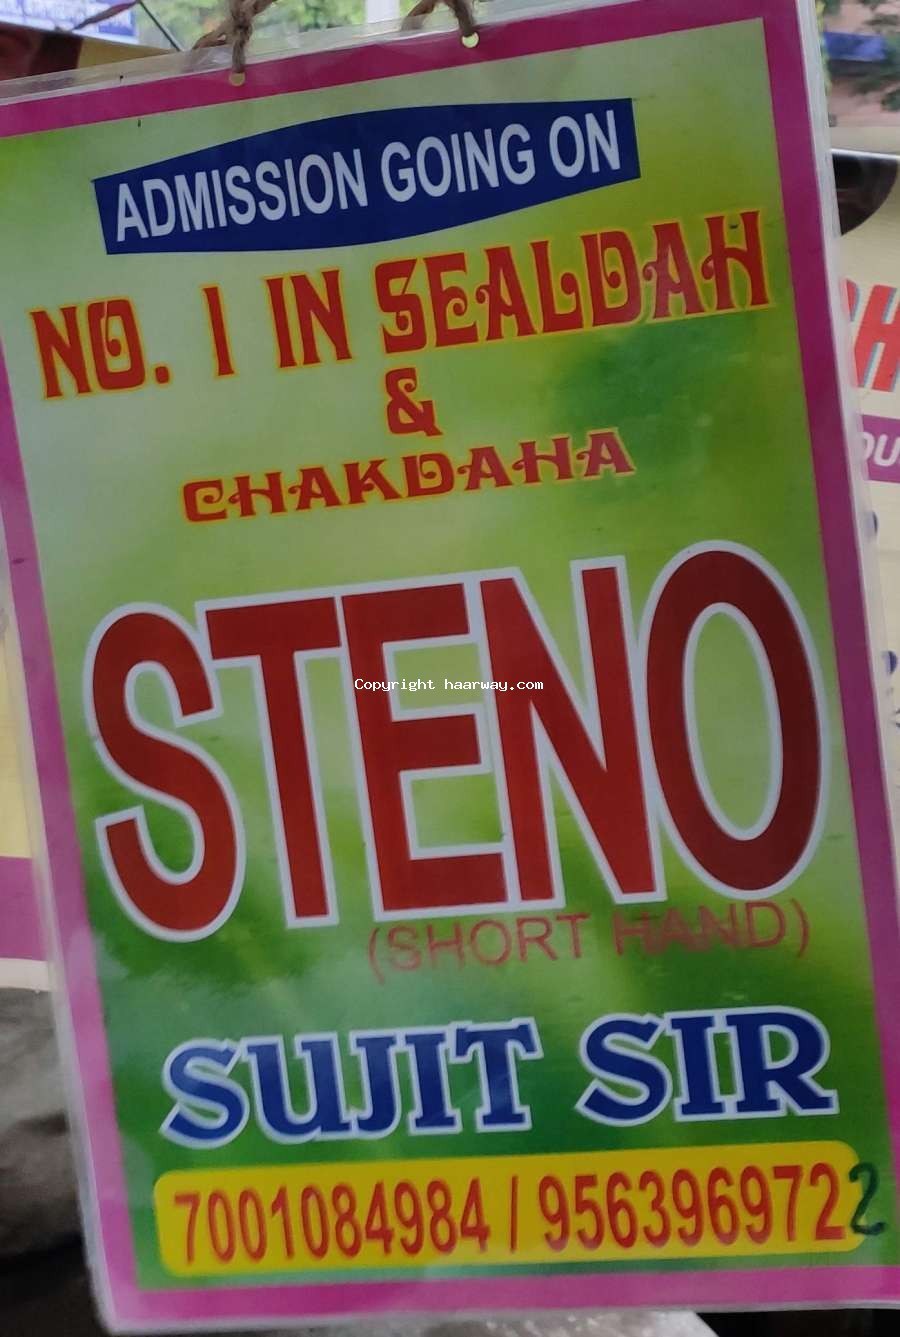 ADMISSION GOING ON
NO. 1 IN SEALDAH
&
CHAKDAHA
STENO
Copyright haarway.com
(SHORT HAND)
SUJIT SIR
7001084984 / 9563969722